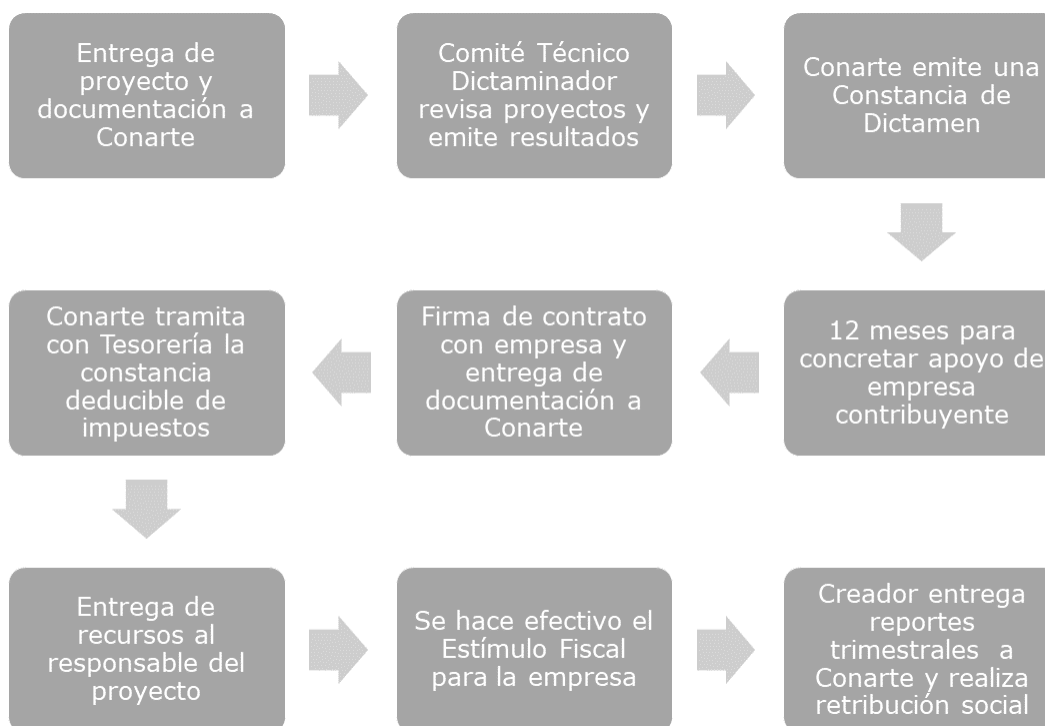 Entrega de
proyecto y
documentación a
Conarte
Comité Técnico
Dictaminador
revisa proyectos y
emite resultados
Conarte emite una
Constancia de
Dictamen
12 meses para
concretar apoyo de
empresa
contribuyente
Firma de contrato
con empresa y
entrega de
documentación a
Conarte
Conarte tramita
con Tesorería la
constancia
deducible de
impuestos
Entrega de
recursos al
responsable del
proyecto
Se hace efectivo el
Estímulo Fiscal
para la empresa
Creador entrega
reportes
trimestrales a
Conarte y realiza
retribución social